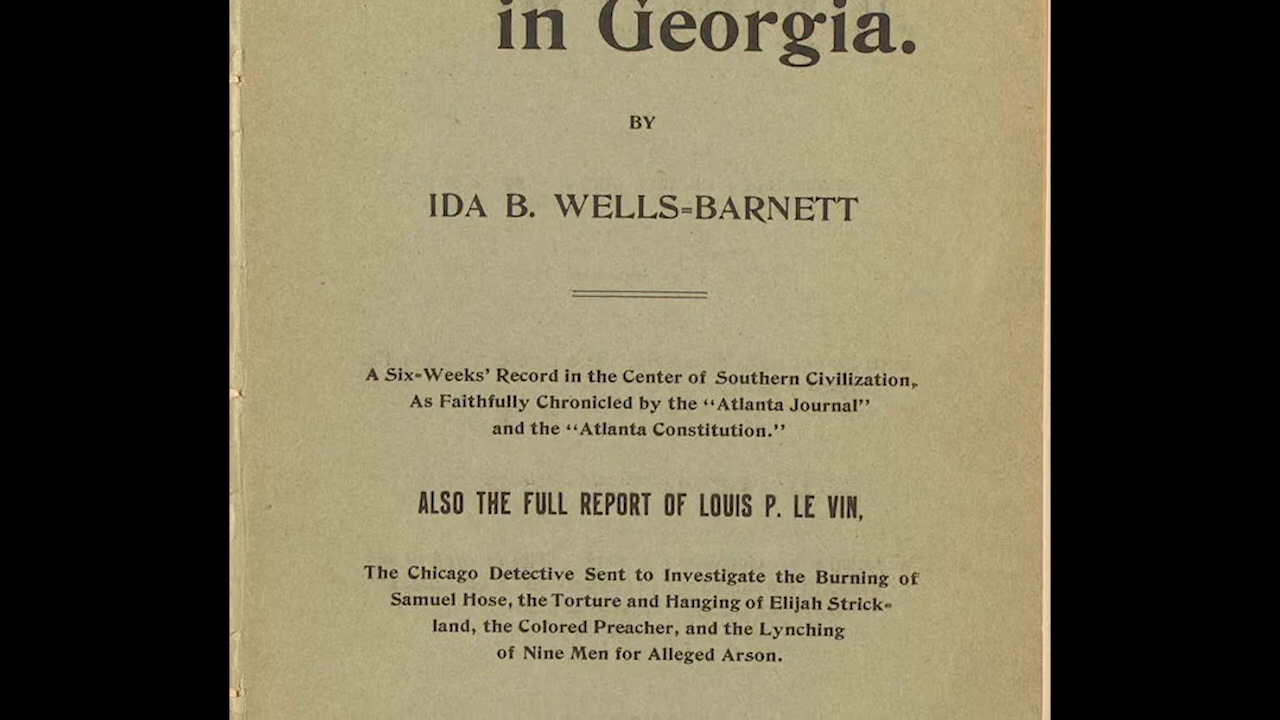 in Georgia.
BY
IDA B. WELLS=BARNETT
A Six=Weeks' Record in the Center of Southern Civilization,
As Faithfully Chronicled by the "Atlanta Journal"
and the "Atlanta Constitution."
ALSO THE FULL REPORT OF LOUIS P. LE VIN,
The Chicago Detective Sent to Investigate the Burning of
Samuel Hose, the Torture and Hanging of Elijah Strick=
land, the Colored Preacher, and the Lynching
of Nine Men for Alleged Arson.